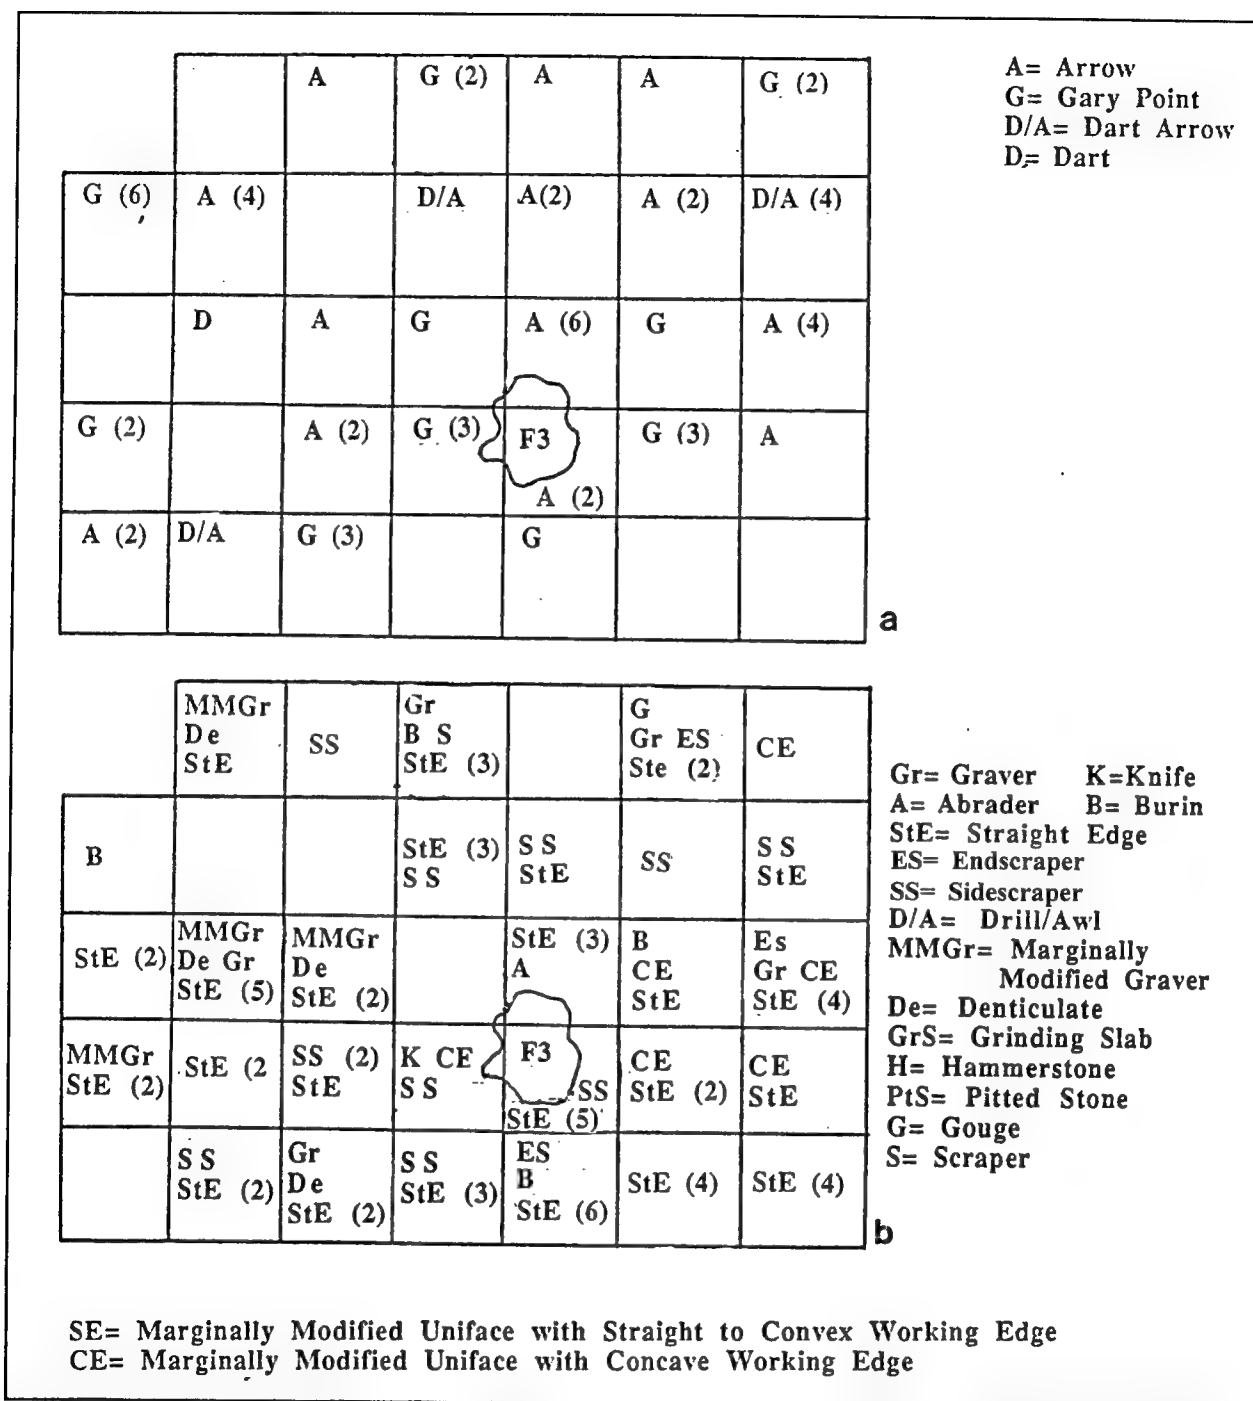 A G (2) A A G (2)
G (6) A (4) D/A A(2) A (2) D/A (4)
D A G A (6) G A (4)
G (2) A (2) G (3) F3 G (3) A
A (2)
A (2) D/A G (3) G
a
A= Arrow
G= Gary Point
D/A= Dart Arrow
D= Dart
MMGr
De
StE
SS
Gr
B S
StE (3)
G
Gr ES
Ste (2)
CE
B
StE (3)
S S
S S
StE
SS
S S
StE
StE (2)
MMGr
De Gr
StE (5)
MMGr
De
StE (2)
StE (3)
A
B
CE
StE
Es
Gr CE
StE (4)
MMGr
StE (2)
StE (2
SS (2)
StE
K CE
S S
F3
SS
StE (5)
CE
StE (2)
CE
StE
S S
StE (2)
Gr
De
StE (2)
S S
StE (3)
ES
B
StE (6)
StE (4)
StE (4)
b
Gr= Graver K=Knife
A= Abrader B= Burin
StE= Straight Edge
ES= Endscraper
SS= Sidescraper
D/A= Drill/Awl
MMGr= Marginally
Modified Graver
De= Denticulate
GrS= Grinding Slab
H= Hammerstone
PtS= Pitted Stone
G= Gouge
S= Scraper
SE= Marginally Modified Uniface with Straight to Convex Working Edge
CE= Marginally Modified Uniface with Concave Working Edge